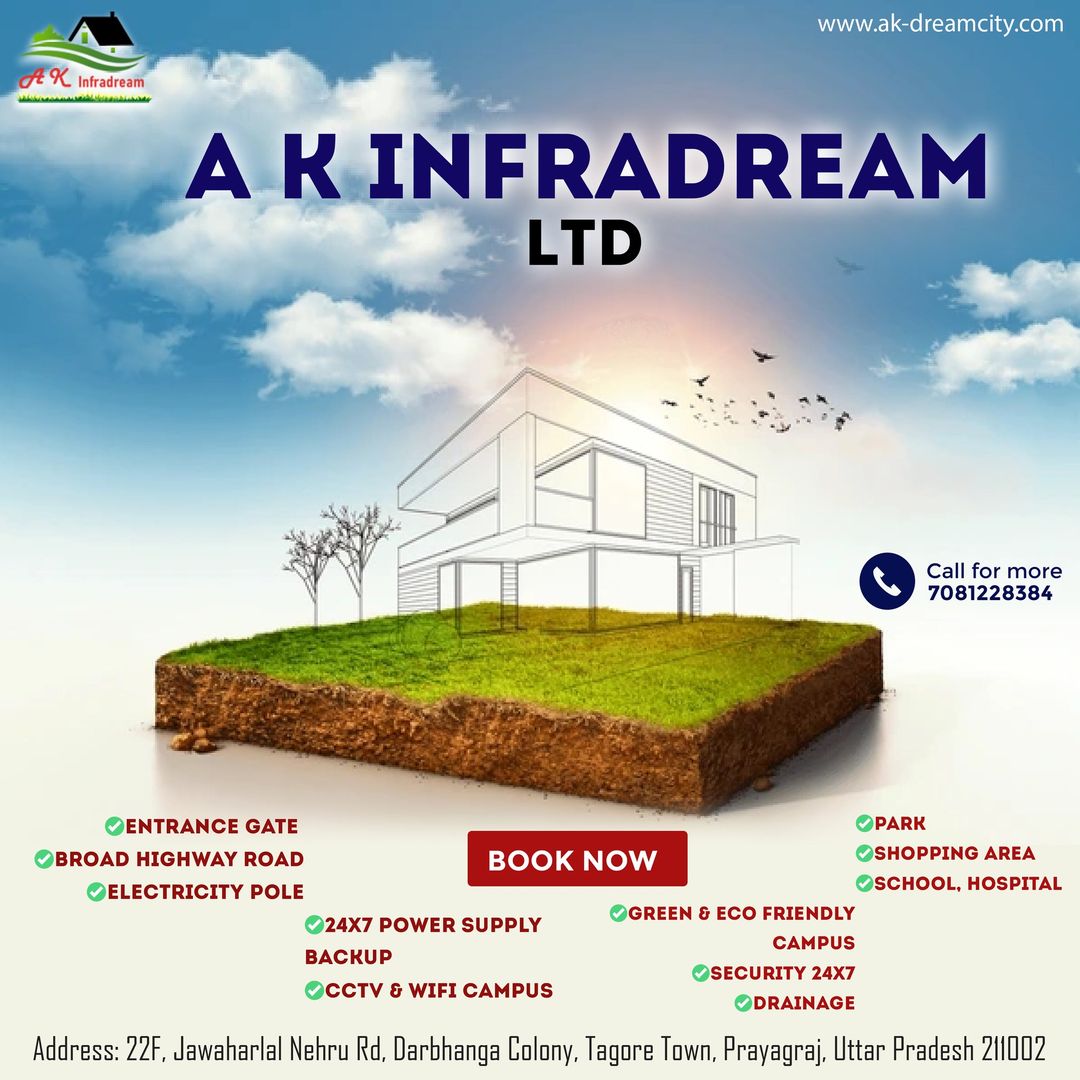 www.ak-dreamcity.com
A K Infradream
A K INFRADREAM
LTD
Call for more
7081228384
ENTRANCE GATE
BROAD HIGHWAY ROAD
ELECTRICITY POLE
24X7 POWER SUPPLY
BACKUP
CCTV & WIFI CAMPUS
BOOK NOW
PARK
SHOPPING AREA
SCHOOL, HOSPITAL
GREEN & ECO FRIENDLY
CAMPUS
SECURITY 24X7
DRAINAGE
Address: 22F, Jawaharlal Nehru Rd, Darbhanga Colony, Tagore Town, Prayagraj, Uttar Pradesh 211002